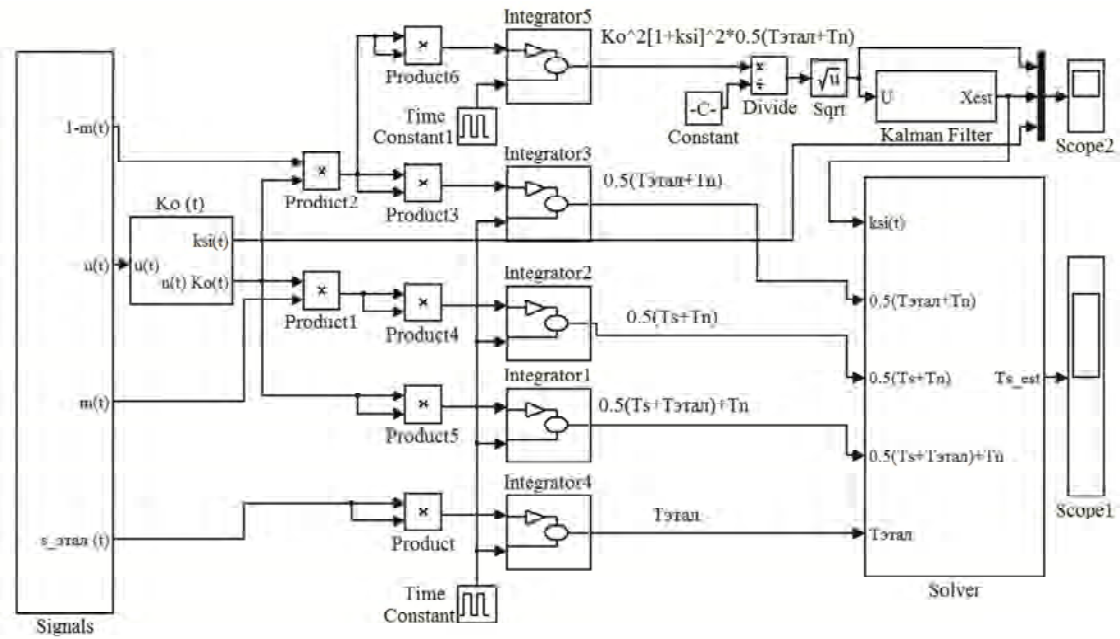 Integrator5
Ko^2[1+ksi]^2*0.5(Tэтал+Tn)
×
Product6
×
÷
Divide
√u
Sqrt
U
Xest
Kalman Filter
Scope2
-C-
Constant
Time
Constant1
1-m(t)
Integrator3
0.5(Tэтал+Tn)
×
Product2
×
Product3
Ko (t)
ksi(t)
ksi(t)
u(t)
u(t)
u(t) Ko(t)
Integrator2
×
Product1
×
Product4
0.5(Ts+Tn)
0.5(Tэтал+Tn)
0.5(Ts+Tn)
Ts_est
Integrator1
m(t)
×
Product5
0.5(Ts+Tэтал)+Tn
0.5(Ts+Tэтал)+Tn
Integrator4
s_этал (t)
×
Product
Tэтал
Tэтал
Scope1
Time
Constant
Solver
Signals